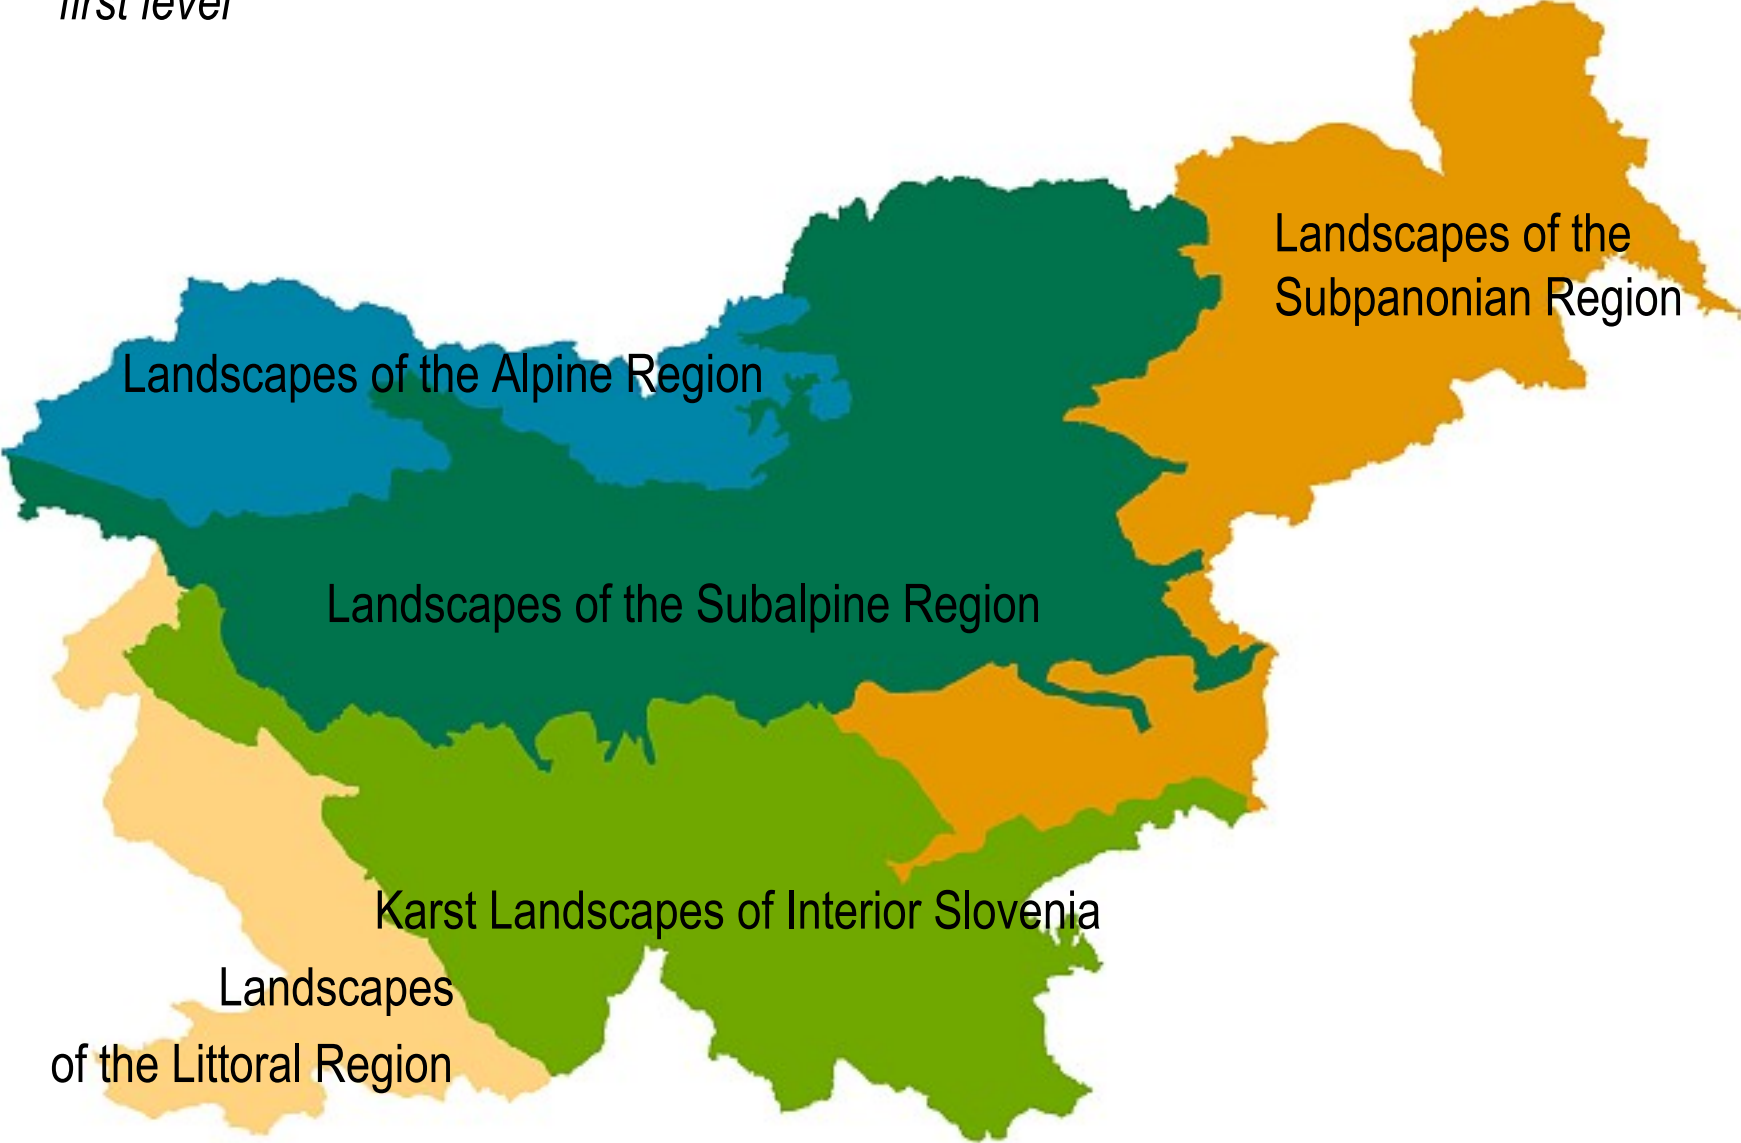 first level
Landscapes of the
Subpanonian Region
Landscapes of the Alpine Region
Landscapes of the Subalpine Region
Karst Landscapes of Interior Slovenia
Landscapes
of the Littoral Region